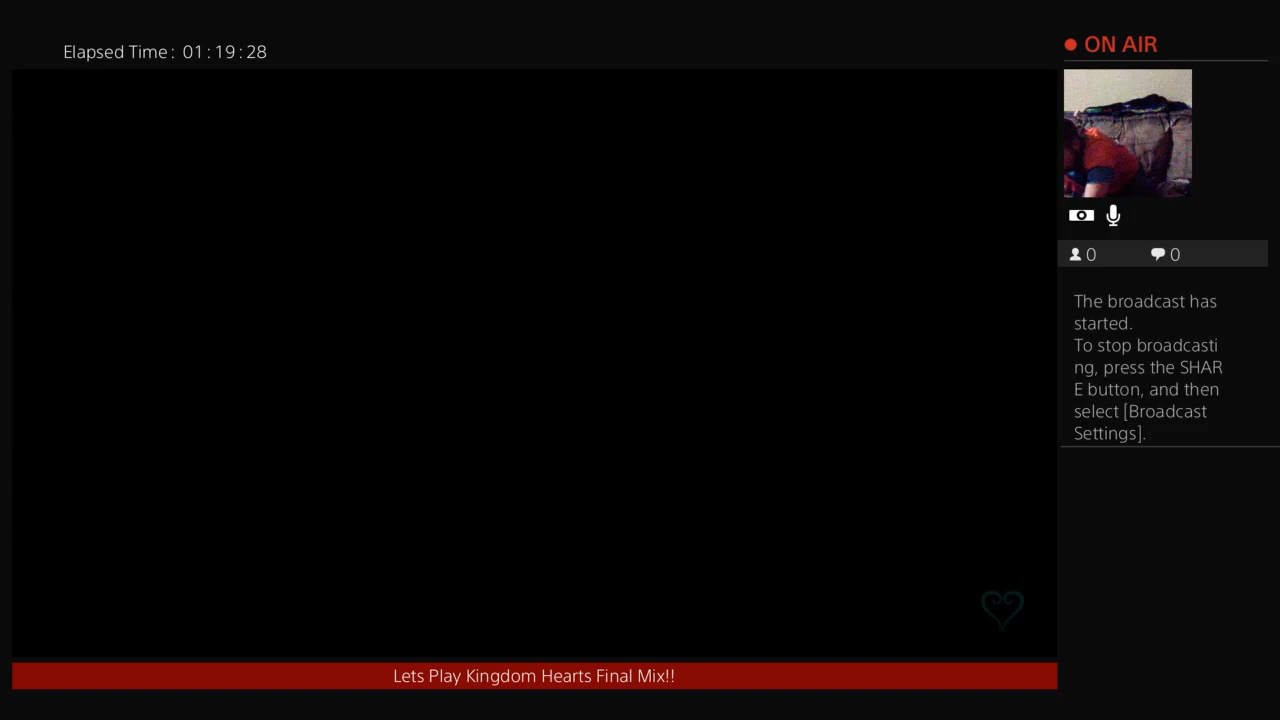 Elapsed Time: 01:19:28
ON AIR
0 0
The broadcast has
started.
To stop broadcasti
ng, press the SHAR
E button, and then
select [Broadcast
Settings].
Lets Play Kingdom Hearts Final Mix!!